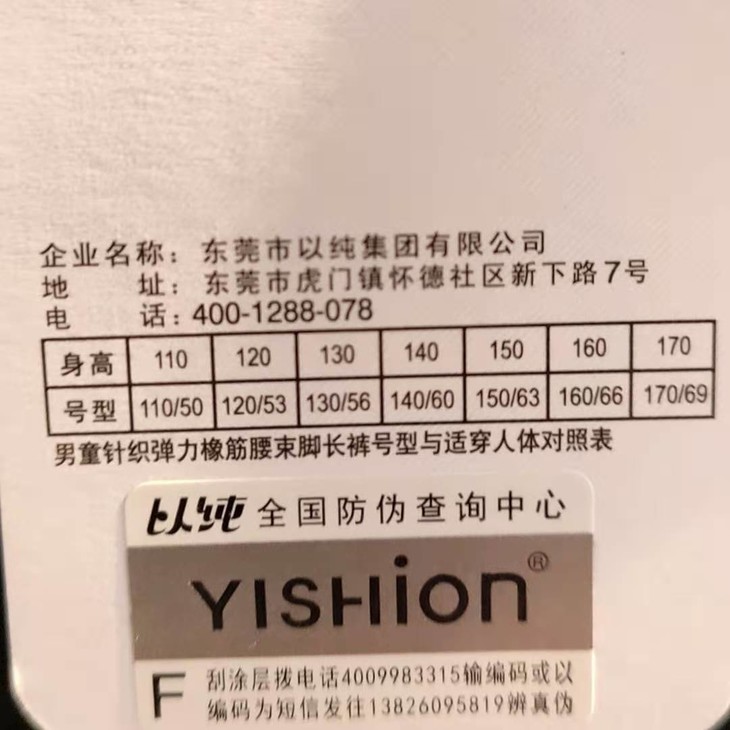 企业名称：东莞市以纯集团有限公司
地 址：东莞市虎门镇怀德社区新下路7号
电 话：400-1288-078
身高 110 120 130 140 150 160 170
号型 110/50 120/53 130/56 140/60 150/63 160/66 170/69
男童针织弹力橡筋腰束脚长裤号型与适穿人体对照表
以纯 全国防伪查询中心
YISHion®
F 刮涂层拨电话4009983315输编码或以
编码为短信发往13826095819辨真伪